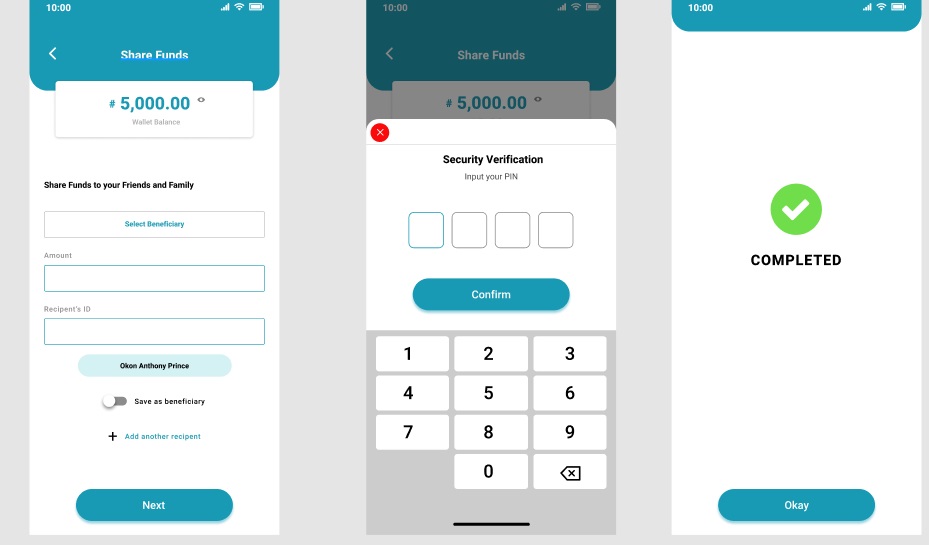 10:00
Share Funds
# 5,000.00
Wallet Balance
Share Funds to your Friends and Family
Select Beneficiary
Amount
Recipent's ID
Okon Anthony Prince
Save as beneficiary
+ Add another recipent
Next
10:00
Share Funds
# 5,000.00
Security Verification
Input your PIN
Confirm
1 2 3
4 5 6
7 8 9
0
10:00
COMPLETED
Okay